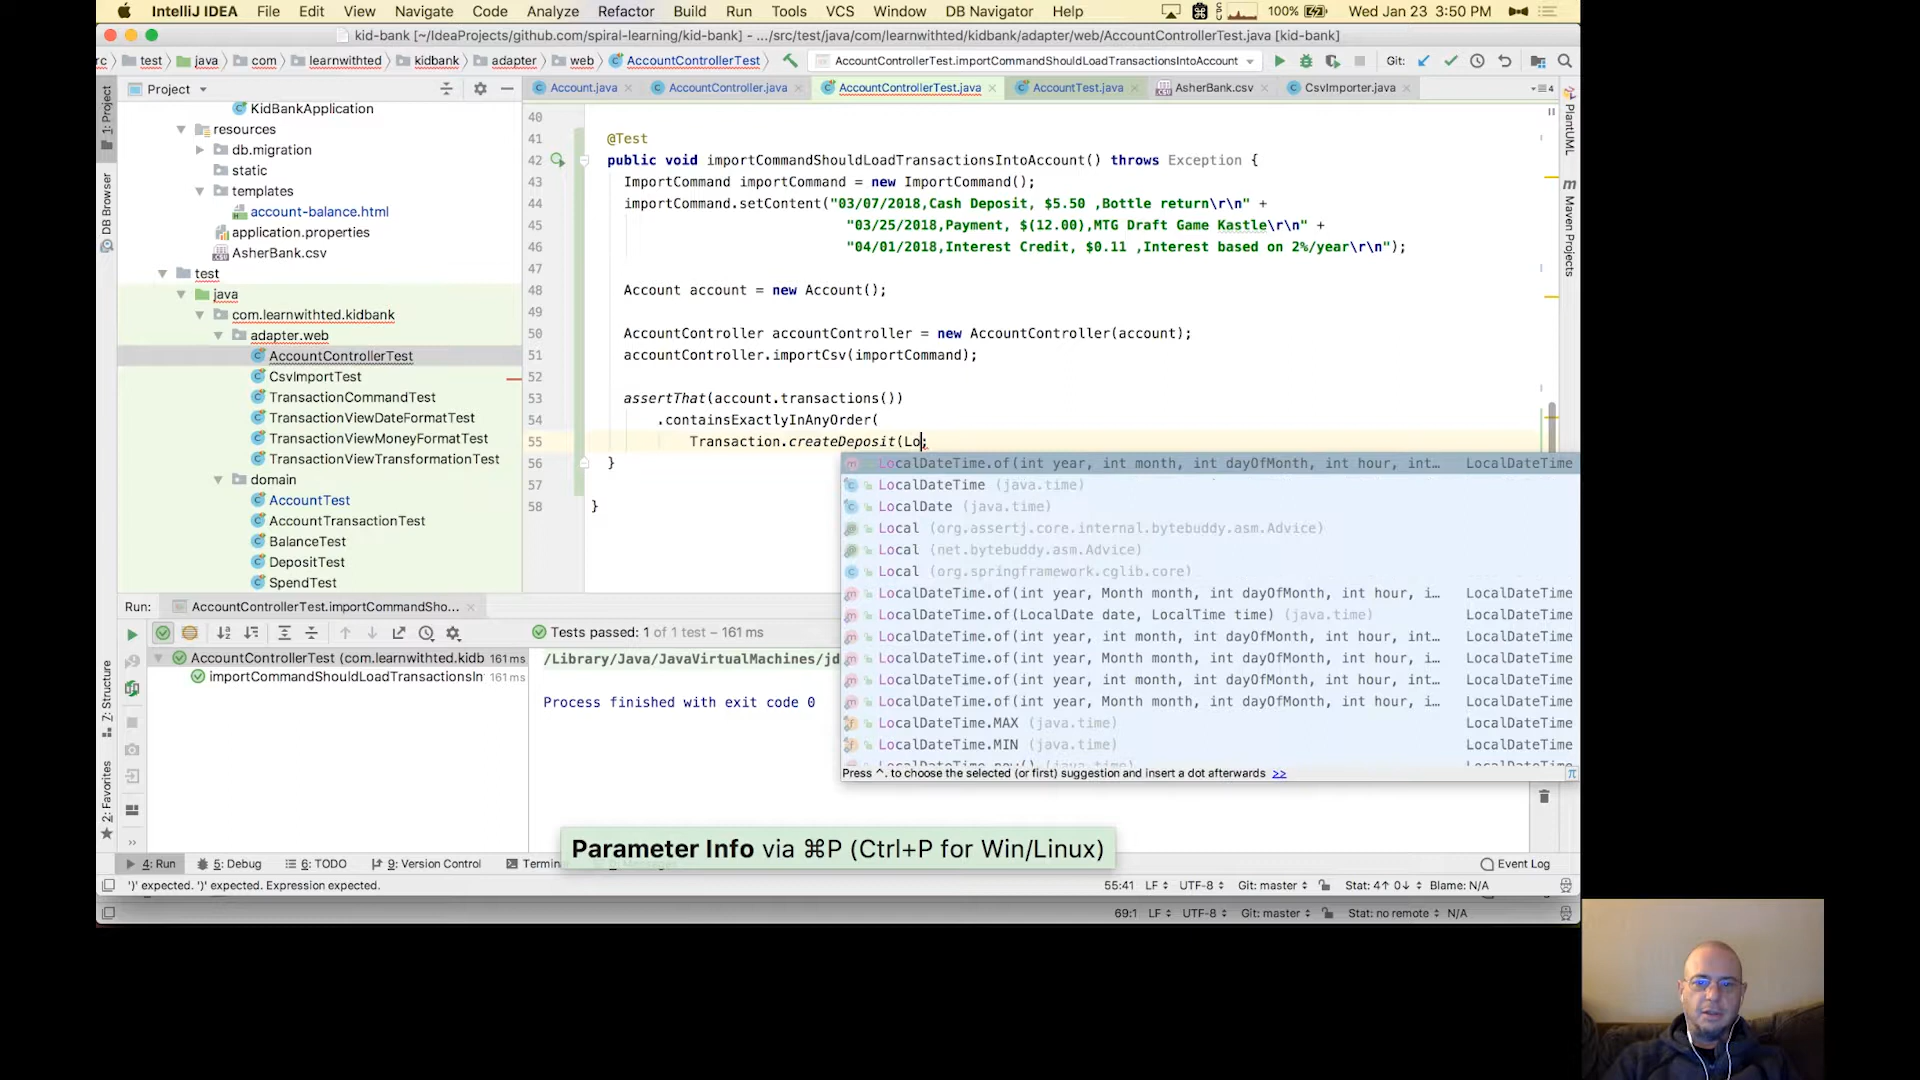 IntelliJ IDEA File Edit View Navigate Code Analyze Refactor Build Run Tools VCS Window DB Navigator Help 100% Wed Jan 23 3:50 PM
kid-bank [~/IdeaProjects/github.com/spiral-learning/kid-bank] - .../src/test/java/com/learnwithted/kidbank/adapter/web/AccountControllerTest.java [kid-bank]
rc test java com learnwithted kidbank adapter web AccountControllerTest AccountControllerTest.importCommandShouldLoadTransactionsIntoAccount Git:
Project Account.java AccountController.java AccountControllerTest.java AccountTest.java AsherBank.csv CsvImporter.java 4
1: Project
DB Browser
7: Structure
2: Favorites
PlantUML
Maven Projects
KidBankApplication
resources
db.migration
static
templates
account-balance.html
application.properties
AsherBank.csv
test
java
com.learnwithted.kidbank
adapter.web
AccountControllerTest
CsvImportTest
TransactionCommandTest
TransactionViewDateFormatTest
TransactionViewMoneyFormatTest
TransactionViewTransformationTest
domain
AccountTest
AccountTransactionTest
BalanceTest
DepositTest
SpendTest
40
41 @Test
42 public void importCommandShouldLoadTransactionsIntoAccount() throws Exception {
43 ImportCommand importCommand = new ImportCommand();
44 importCommand.setContent("03/07/2018,Cash Deposit, $5.50 ,Bottle return\r\n" +
45 "03/25/2018,Payment, $(12.00),MTG Draft Game Kastle\r\n" +
46 "04/01/2018,Interest Credit, $0.11 ,Interest based on 2%/year\r\n");
47
48 Account account = new Account();
49
50 AccountController accountController = new AccountController(account);
51 accountController.importCsv(importCommand);
52
53 assertThat(account.transactions())
54 .containsExactlyInAnyOrder(
55 Transaction.createDeposit(Lo;
56 }
57
58 }
LocalDateTime.of(int year, int month, int dayOfMonth, int hour, int… LocalDateTime
LocalDateTime (java.time)
LocalDate (java.time)
Local (org.assertj.core.internal.bytebuddy.asm.Advice)
Local (net.bytebuddy.asm.Advice)
Local (org.springframework.cglib.core)
LocalDateTime.of(int year, Month month, int dayOfMonth, int hour, i… LocalDateTime
LocalDateTime.of(LocalDate date, LocalTime time) (java.time) LocalDateTime
LocalDateTime.of(int year, int month, int dayOfMonth, int hour, int… LocalDateTime
LocalDateTime.of(int year, Month month, int dayOfMonth, int hour, i… LocalDateTime
LocalDateTime.of(int year, int month, int dayOfMonth, int hour, int… LocalDateTime
LocalDateTime.of(int year, Month month, int dayOfMonth, int hour, i… LocalDateTime
LocalDateTime.MAX (java.time) LocalDateTime
LocalDateTime.MIN (java.time) LocalDateTime
LocalDateTime.now() (java.time) LocalDateTime
Press ^. to choose the selected (or first) suggestion and insert a dot afterwards >>
Run: AccountControllerTest.importCommandSho...
Tests passed: 1 of 1 test – 161 ms
AccountControllerTest (com.learnwithted.kidb 161 ms
importCommandShouldLoadTransactionsIn 161 ms
/Library/Java/JavaVirtualMachines/jd
Process finished with exit code 0
Parameter Info via ⌘P (Ctrl+P for Win/Linux)
4: Run 5: Debug 6: TODO 9: Version Control Termin Event Log
')' expected. ')' expected. Expression expected. 55:41 LF UTF-8 Git: master Stat: 4↑ 0↓ Blame: N/A
69:1 LF UTF-8 Git: master Stat: no remote N/A